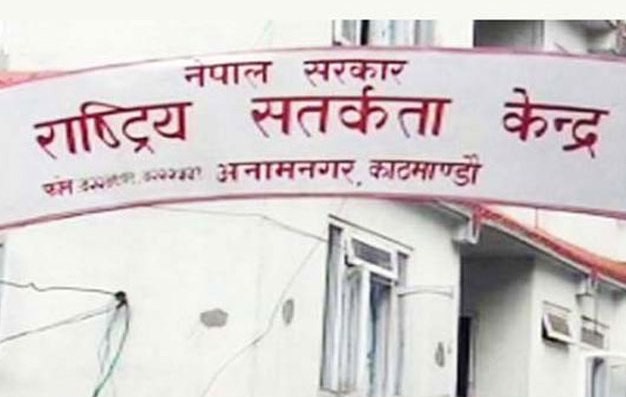 नेपाल सरकार
राष्ट्रिय सतर्कता केन्द्र
फोन अनामनगर, काठमाण्डौ